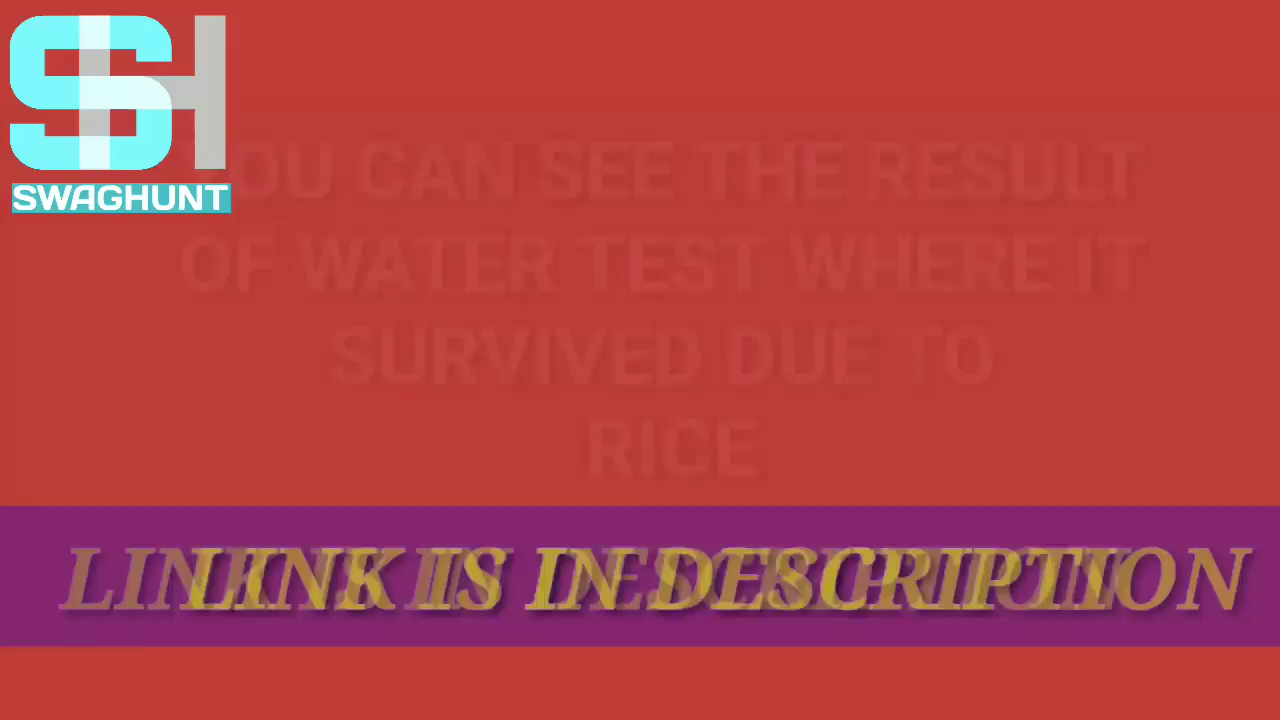 SH
SWAGHUNT
YOU CAN SEE THE RESULT
OF WATER TEST WHERE IT
SURVIVED DUE TO
RICE
LINK IS IN DESCRIPTION